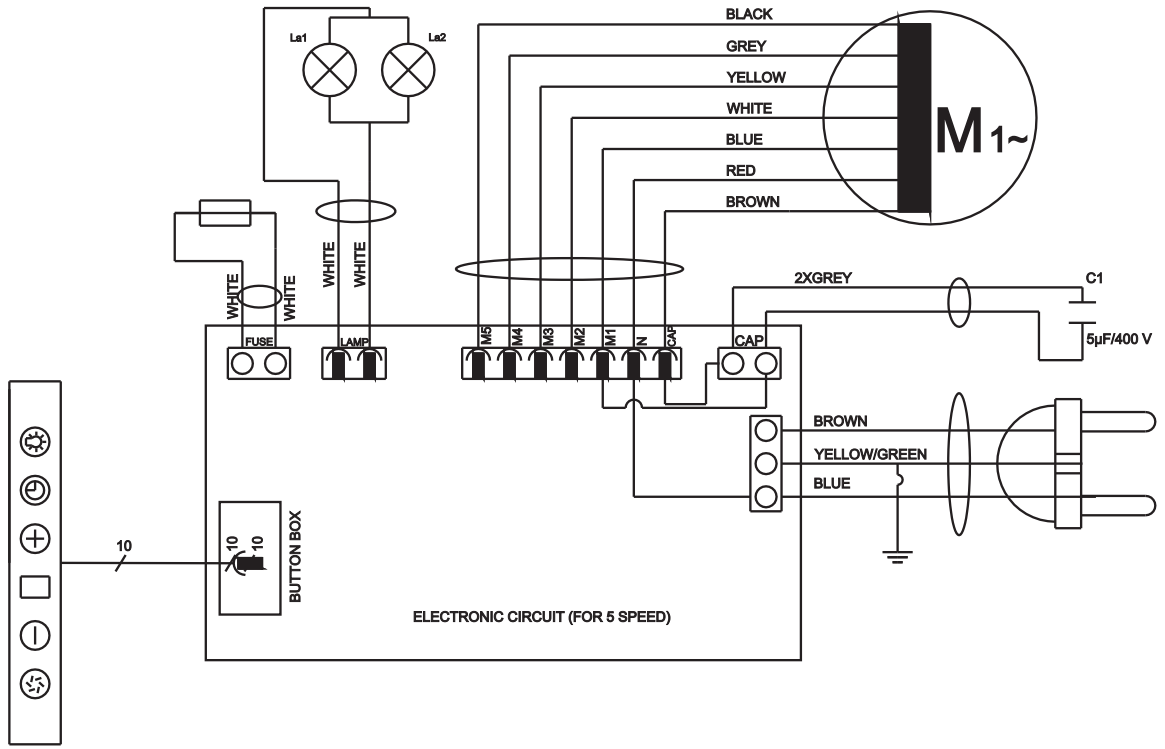 BLACK
La1
La2
GREY
YELLOW
WHITE
M 1~
BLUE
RED
BROWN
WHITE
WHITE
WHITE
WHITE
2XGREY
C1
5µF/400 V
FUSE
LAMP
M5
M4
M3
M2
M1
N
CAP
CAP
BROWN
YELLOW/GREEN
BLUE
10
10
10
BUTTON BOX
ELECTRONIC CIRCUIT (FOR 5 SPEED)